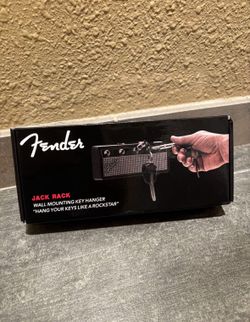 Fender
JACK RACK
WALL MOUNTING KEY HANGER
"HANG YOUR KEYS LIKE A ROCKSTAR"